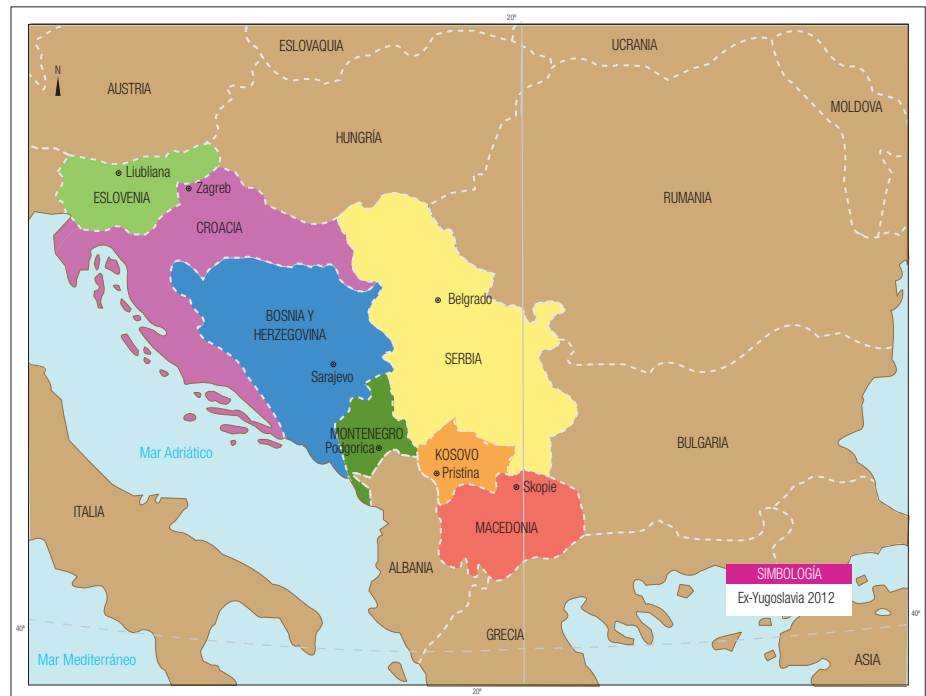 20°
ESLOVAQUIA
UCRANIA
N
AUSTRIA
MOLDOVA
HUNGRÍA
Liubliana
Zagreb
ESLOVENIA
RUMANIA
CROACIA
Belgrado
BOSNIA Y
HERZEGOVINA
SERBIA
Sarajevo
MONTENEGRO
Podgorica
BULGARIA
Mar Adriático
KOSOVO
Pristina
Skopie
ITALIA
MACEDONIA
ALBANIA
SIMBOLOGÍA
Ex-Yugoslavia 2012
40°
40°
GRECIA
Mar Mediterráneo
ASIA
20°